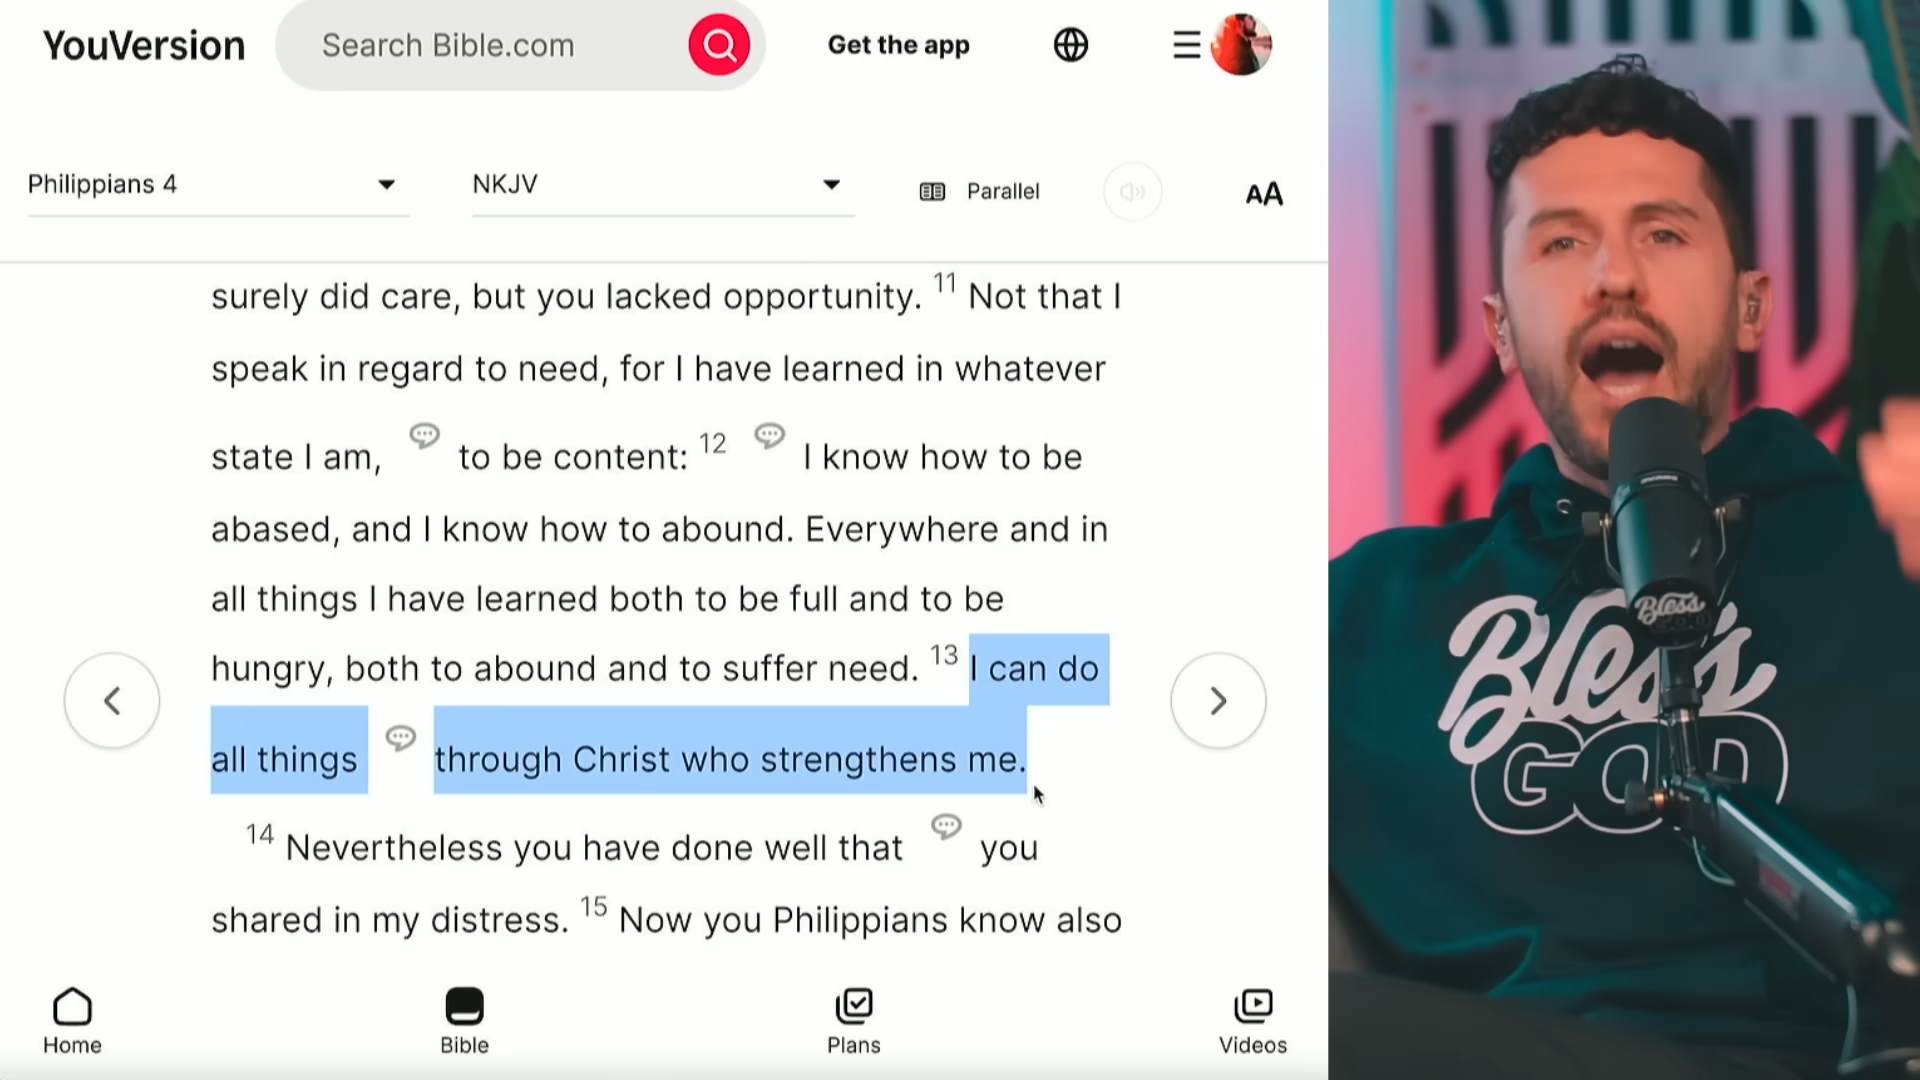 YouVersion
Search Bible.com
Get the app
Philippians 4
NKJV
Parallel
AA
surely did care, but you lacked opportunity. 11 Not that I
speak in regard to need, for I have learned in whatever
state I am, to be content: 12 I know how to be
abased, and I know how to abound. Everywhere and in
all things I have learned both to be full and to be
hungry, both to abound and to suffer need. 13 I can do
all things through Christ who strengthens me.
14 Nevertheless you have done well that you
shared in my distress. 15 Now you Philippians know also
Home
Bible
Plans
Videos
Bless
GOD
Bless
GOD